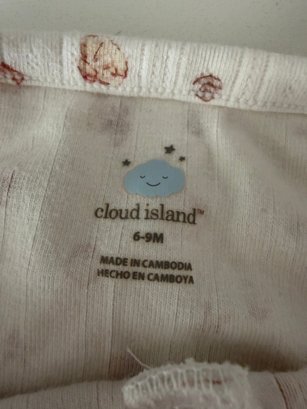 cloud island™
6-9M
MADE IN CAMBODIA
HECHO EN CAMBOYA